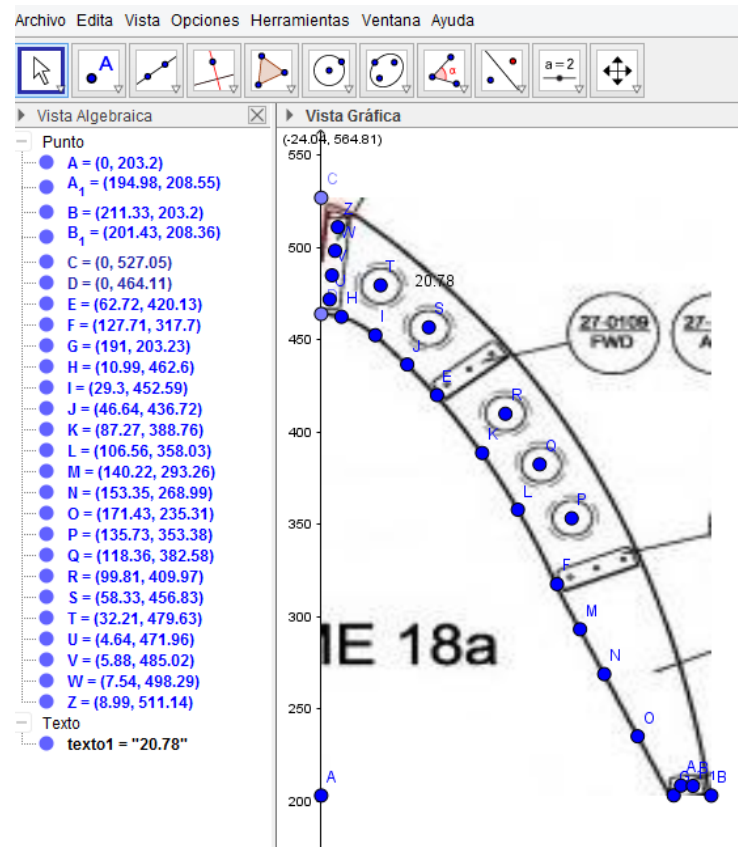 Archivo Edita Vista Opciones Herramientas Ventana Ayuda
A
α
a = 2
Vista Algebraica
Vista Gráfica
Punto
A = (0, 203.2)
A1 = (194.98, 208.55)
B = (211.33, 203.2)
B1 = (201.43, 208.36)
C = (0, 527.05)
D = (0, 464.11)
E = (62.72, 420.13)
F = (127.71, 317.7)
G = (191, 203.23)
H = (10.99, 462.6)
I = (29.3, 452.59)
J = (46.64, 436.72)
K = (87.27, 388.76)
L = (106.56, 358.03)
M = (140.22, 293.26)
N = (153.35, 268.99)
O = (171.43, 235.31)
P = (135.73, 353.38)
Q = (118.36, 382.58)
R = (99.81, 409.97)
S = (58.33, 456.83)
T = (32.21, 479.63)
U = (4.64, 471.96)
V = (5.88, 485.02)
W = (7.54, 498.29)
Z = (8.99, 511.14)
Texto
texto1 = "20.78"
(-24.04, 564.81)
550
C
Z
W
500
V
T
U
20.78
H
S
I
27-0109
FWD
27-
450
J
E
R
400
K
Q
L
P
350
F
300
M
IE 18a
N
250
O
A
B
G
1B
A
200